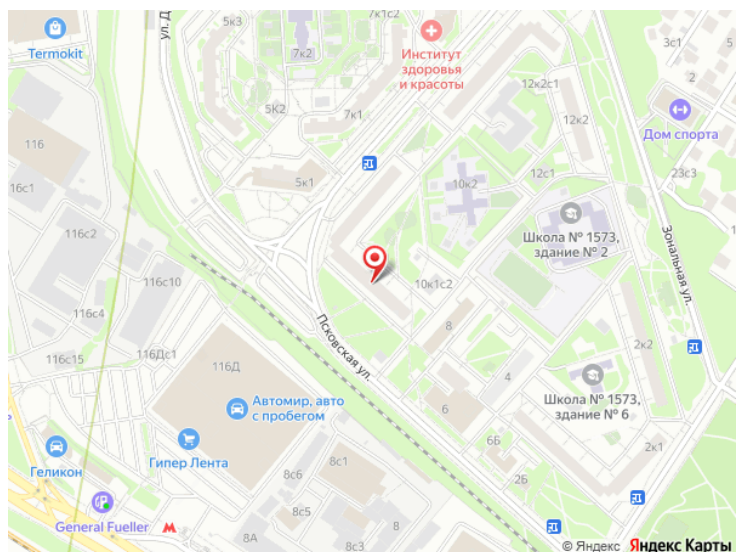 ул. Д
5к3
7к1с2
Termokit
7к2
Институт
здоровья
и красоты
3с1
2
12к2с1
5К2
7к1
12к2
Дом спорта
116
5к1
12с1
23с3
16с1
10к2
116с2
Школа № 1573,
здание № 2
Зональная ул.
116с10
10к1с2
116с4
8
Псковская ул.
2к2
116с15
116Дс1
116Д
4
Школа № 1573,
здание № 6
Автомир, авто
с пробегом
6
6Б
2к1
Гипер Лента
Геликон
8с6
8с1
2Б
General Fueller
8с5
8
8А
8с3
© Яндекс Яндекс Карты